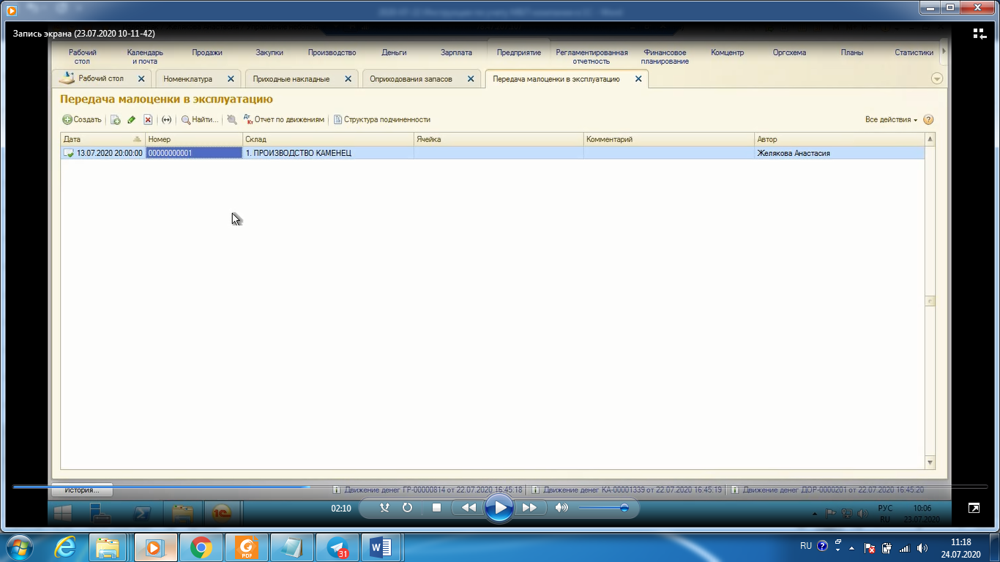 Запись экрана (23.07.2020 10-11-42)
Рабочий стол
Календарь и почта
Продажи
Закупки
Производство
Деньги
Зарплата
Предприятие
Регламентированная отчетность
Финансовое планирование
Комцентр
Оргсхема
Планы
Статистики
Рабочий стол
Номенклатура
Приходные накладные
Оприходования запасов
Передача малоценки в эксплуатацию
Передача малоценки в эксплуатацию
Создать
Найти...
Дт Кт Отчет по движениям
Структура подчиненности
Все действия
Дата Номер Склад Ячейка Комментарий Автор
13.07.2020 20:00:00 00000000001 1. ПРОИЗВОДСТВО КАМЕНЕЦ Желякова Анастасия
История...
Движение денег ГР-00000814 от 22.07.2020 16:45:18
Движение денег КА-00001339 от 22.07.2020 16:45:19
Движение денег ДОР-0000201 от 22.07.2020 16:45:20
02:10
РУС
RU
10:06
23.07.2020
PDF
31
RU
11:18
24.07.2020